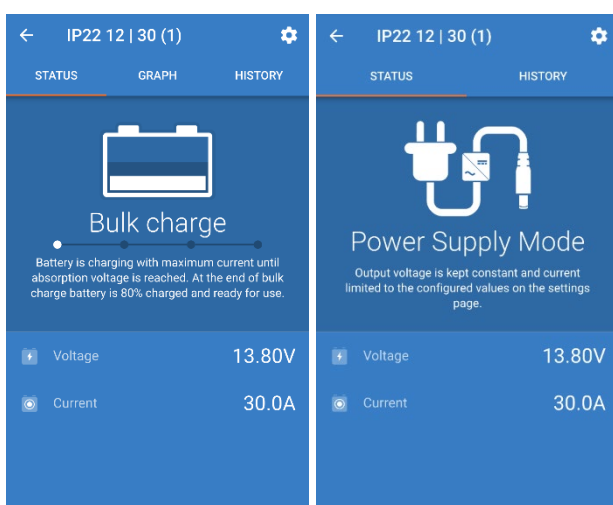 IP22 12 | 30 (1)
STATUS GRAPH HISTORY
Bulk charge
Battery is charging with maximum current until
absorption voltage is reached. At the end of bulk
charge battery is 80% charged and ready for use.
Voltage 13.80V
Current 30.0A
IP22 12 | 30 (1)
STATUS HISTORY
Power Supply Mode
Output voltage is kept constant and current
limited to the configured values on the settings
page.
Voltage 13.80V
Current 30.0A